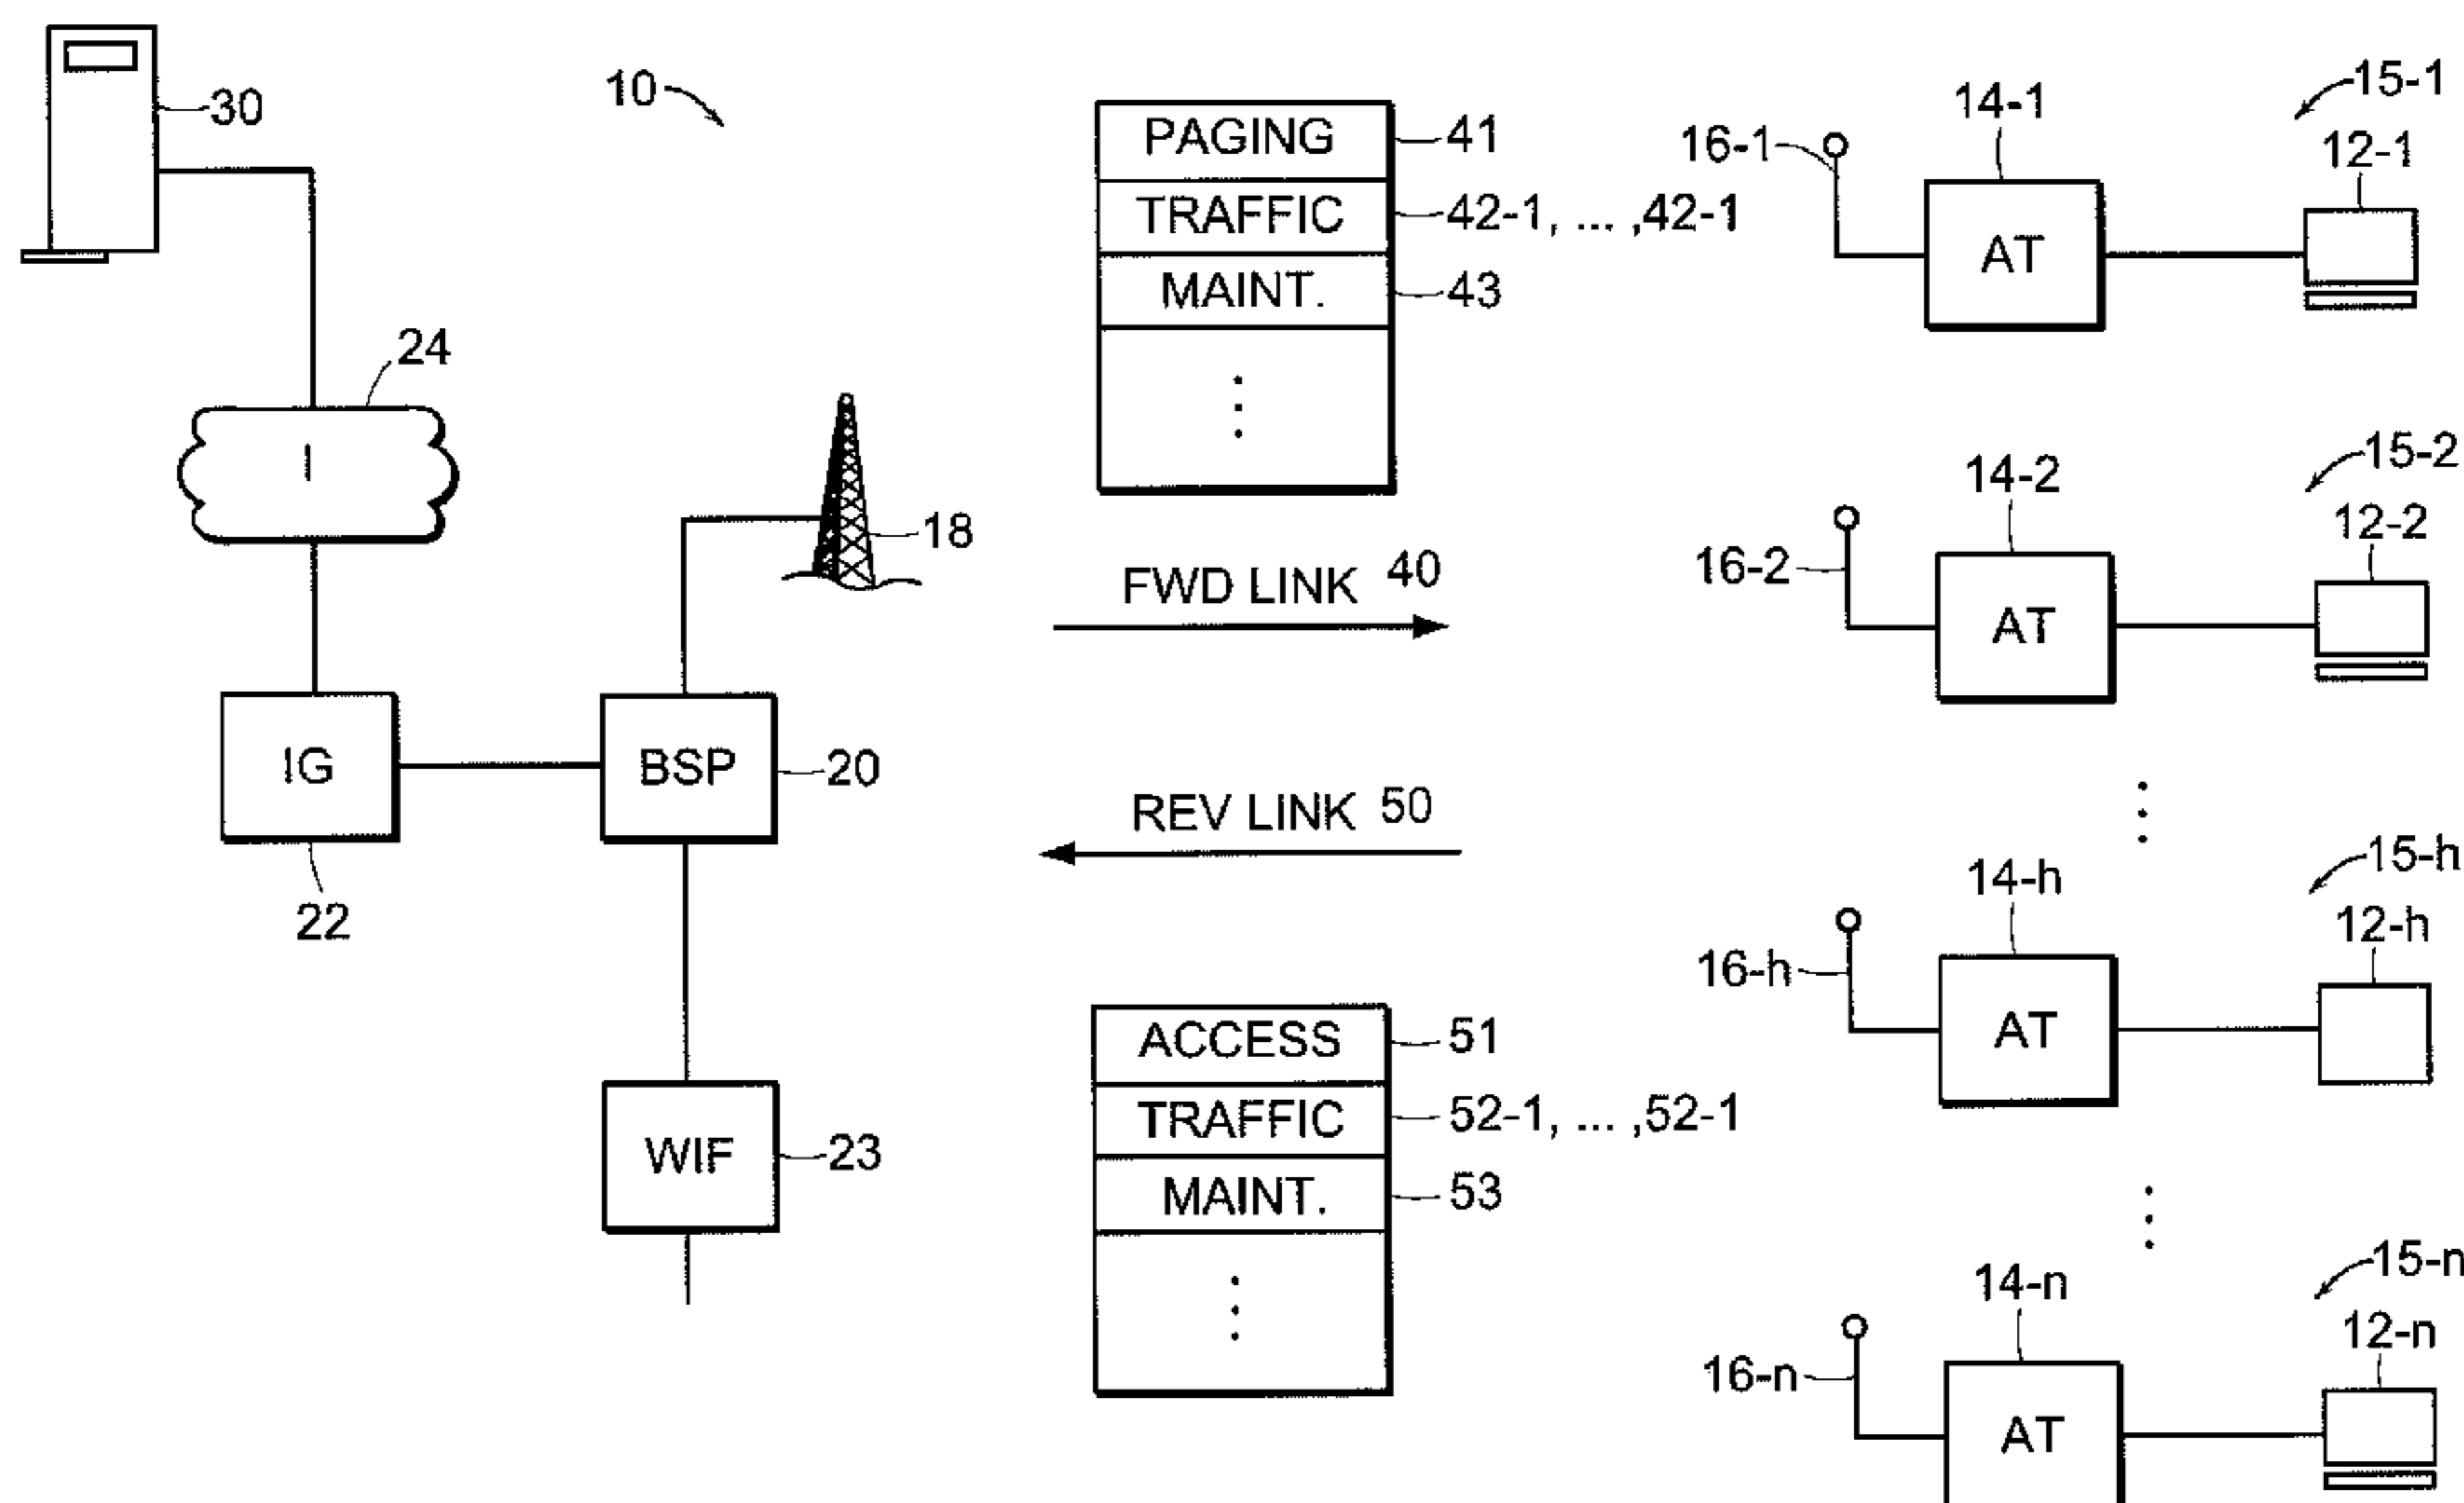 30
10
24
I
18
IG
22
BSP
20
WIF
23
PAGING 41
TRAFFIC 42-1, ... ,42-1
MAINT. 43
FWD LINK 40
REV LINK 50
ACCESS 51
TRAFFIC 52-1, ... ,52-1
MAINT. 53
15-1
14-1
12-1
16-1
AT
15-2
14-2
12-2
16-2
AT
15-h
14-h
12-h
16-h
AT
15-n
14-n
12-n
16-n
AT